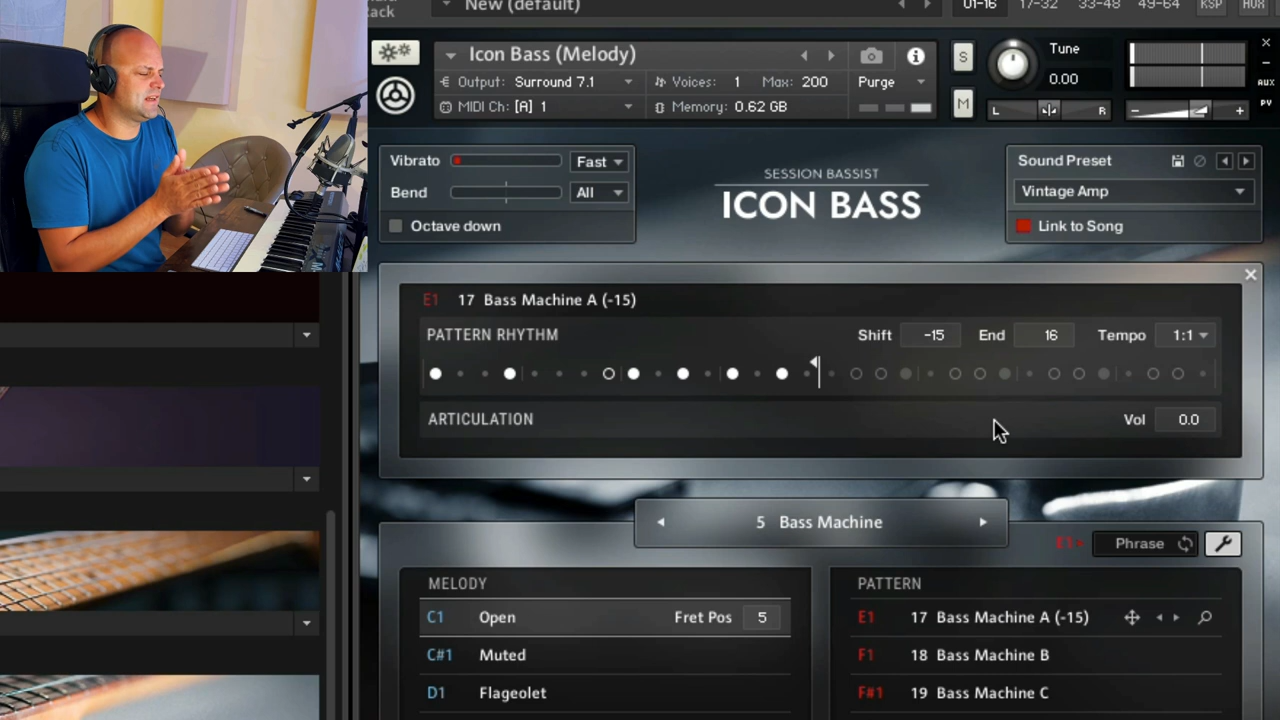 Rack
New (default)
01-16 17-32 33-48 49-64 KSP AUX
Icon Bass (Melody)
Output: Surround 7.1
Voices: 1 Max: 200
Purge
MIDI Ch: [A] 1
Memory: 0.62 GB
S
M
Tune
0.00
L R
- +
AUX
PV
Vibrato Fast
Bend All
Octave down
SESSION BASSIST
ICON BASS
Sound Preset
Vintage Amp
Link to Song
E1 17 Bass Machine A (-15)
PATTERN RHYTHM Shift -15 End 16 Tempo 1:1
ARTICULATION Vol 0.0
5 Bass Machine
Phrase
MELODY
C1 Open Fret Pos 5
C#1 Muted
D1 Flageolet
PATTERN
E1 17 Bass Machine A (-15)
F1 18 Bass Machine B
F#1 19 Bass Machine C